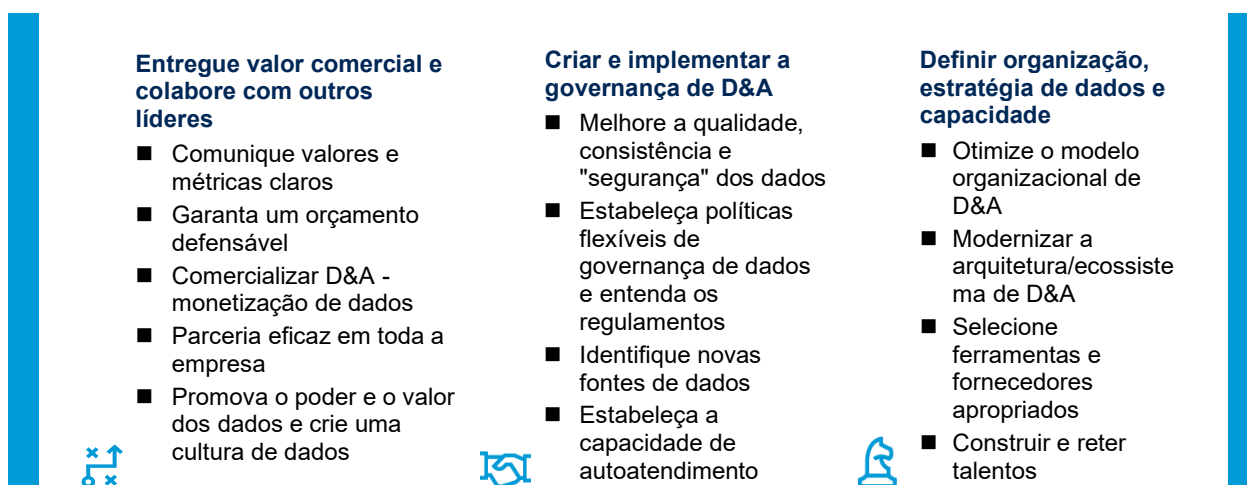 Entregue valor comercial e
colabore com outros
líderes
Comunique valores e
métricas claros
Garanta um orçamento
defensável
Comercializar D&A -
monetização de dados
Parceria eficaz em toda a
empresa
Promova o poder e o valor
dos dados e crie uma
cultura de dados
Criar e implementar a
governança de D&A
Melhore a qualidade,
consistência e
"segurança" dos dados
Estabeleça políticas
flexíveis de
governança de dados
e entenda os
regulamentos
Identifique novas
fontes de dados
Estabeleça a
capacidade de
autoatendimento
Definir organização,
estratégia de dados e
capacidade
Otimize o modelo
organizacional de
D&A
Modernizar a
arquitetura/ecossiste
ma de D&A
Selecione
ferramentas e
fornecedores
apropriados
Construir e reter
talentos